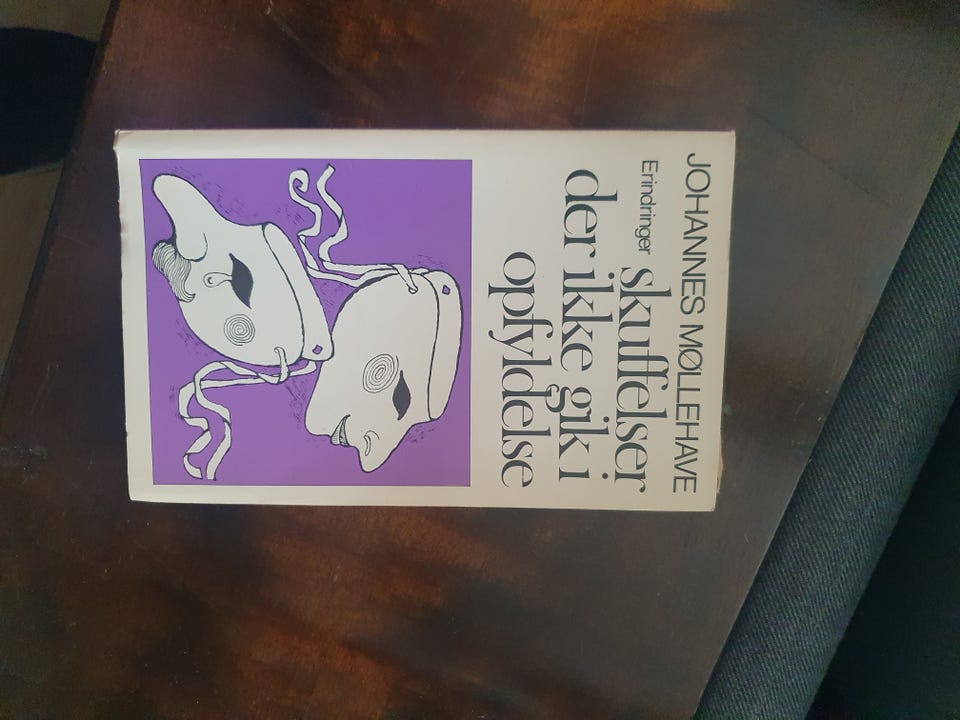 JOHANNES MØLLEHAVE
Erindringer skuffelser
der ikke gik i
opfyldelse